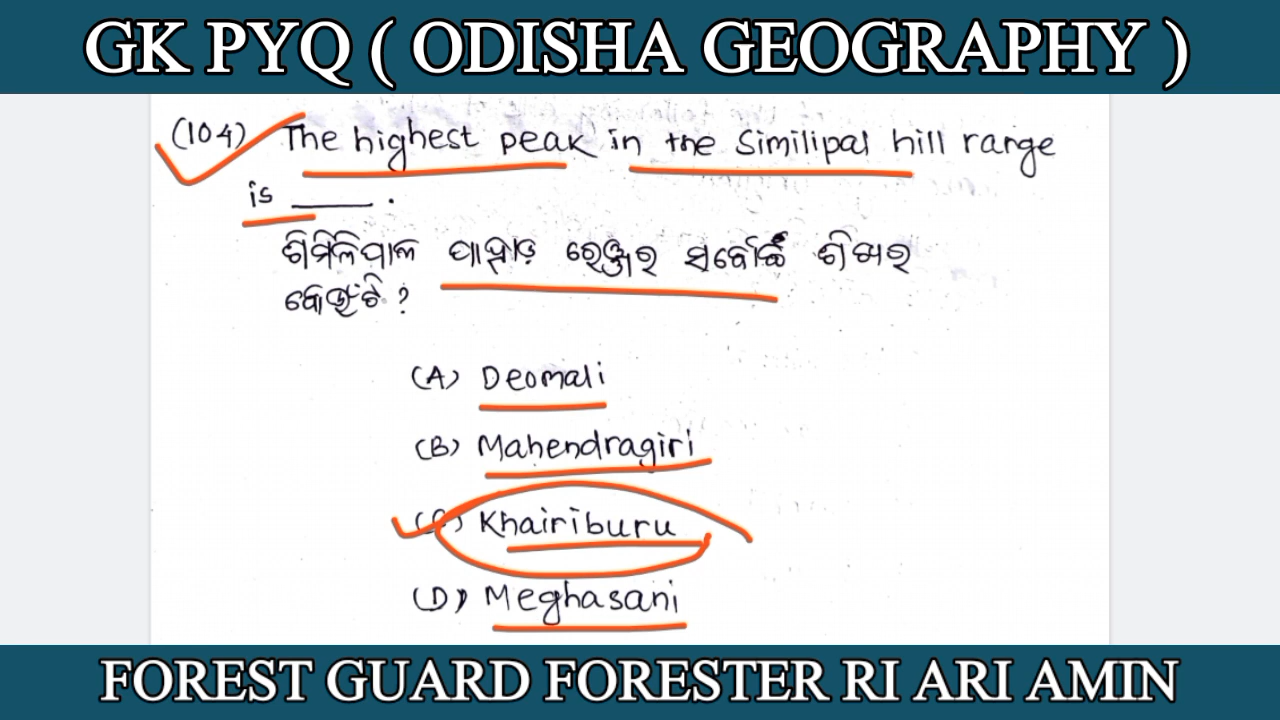 GK PYQ ( ODISHA GEOGRAPHY )
(104) The highest peak in the Similipal hill range
is ____ .
ଶିମିଳିପାଳ ପାହାଡ଼ ରେଞ୍ଜର ସର୍ବୋଚ୍ଚ ଶିଖର
କେଉଁଟି ?
(A) Deomali
(B) Mahendragiri
(C) Khairiburu
(D) Meghasani
FOREST GUARD FORESTER RI ARI AMIN